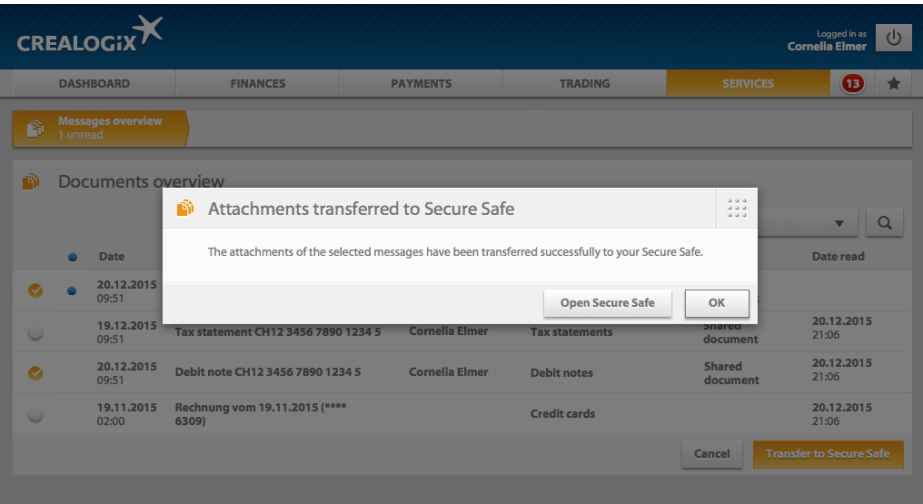 CREALOGIX
Logged in as
Cornelia Elmer
DASHBOARD FINANCES PAYMENTS TRADING SERVICES 13
Messages overview
1 unread
Documents overview
Attachments transferred to Secure Safe
The attachments of the selected messages have been transferred successfully to your Secure Safe.
Open Secure Safe OK
Date Date read
20.12.2015
09:51
19.12.2015 Tax statement CH12 3456 7890 1234 5 Cornelia Elmer Tax statements Shared document 20.12.2015
09:51 21:06
20.12.2015 Debit note CH12 3456 7890 1234 5 Cornelia Elmer Debit notes Shared document 20.12.2015
09:51 21:06
19.11.2015 Rechnung vom 19.11.2015 (**** Credit cards 20.12.2015
02:00 6309) 21:06
Cancel Transfer to Secure Safe